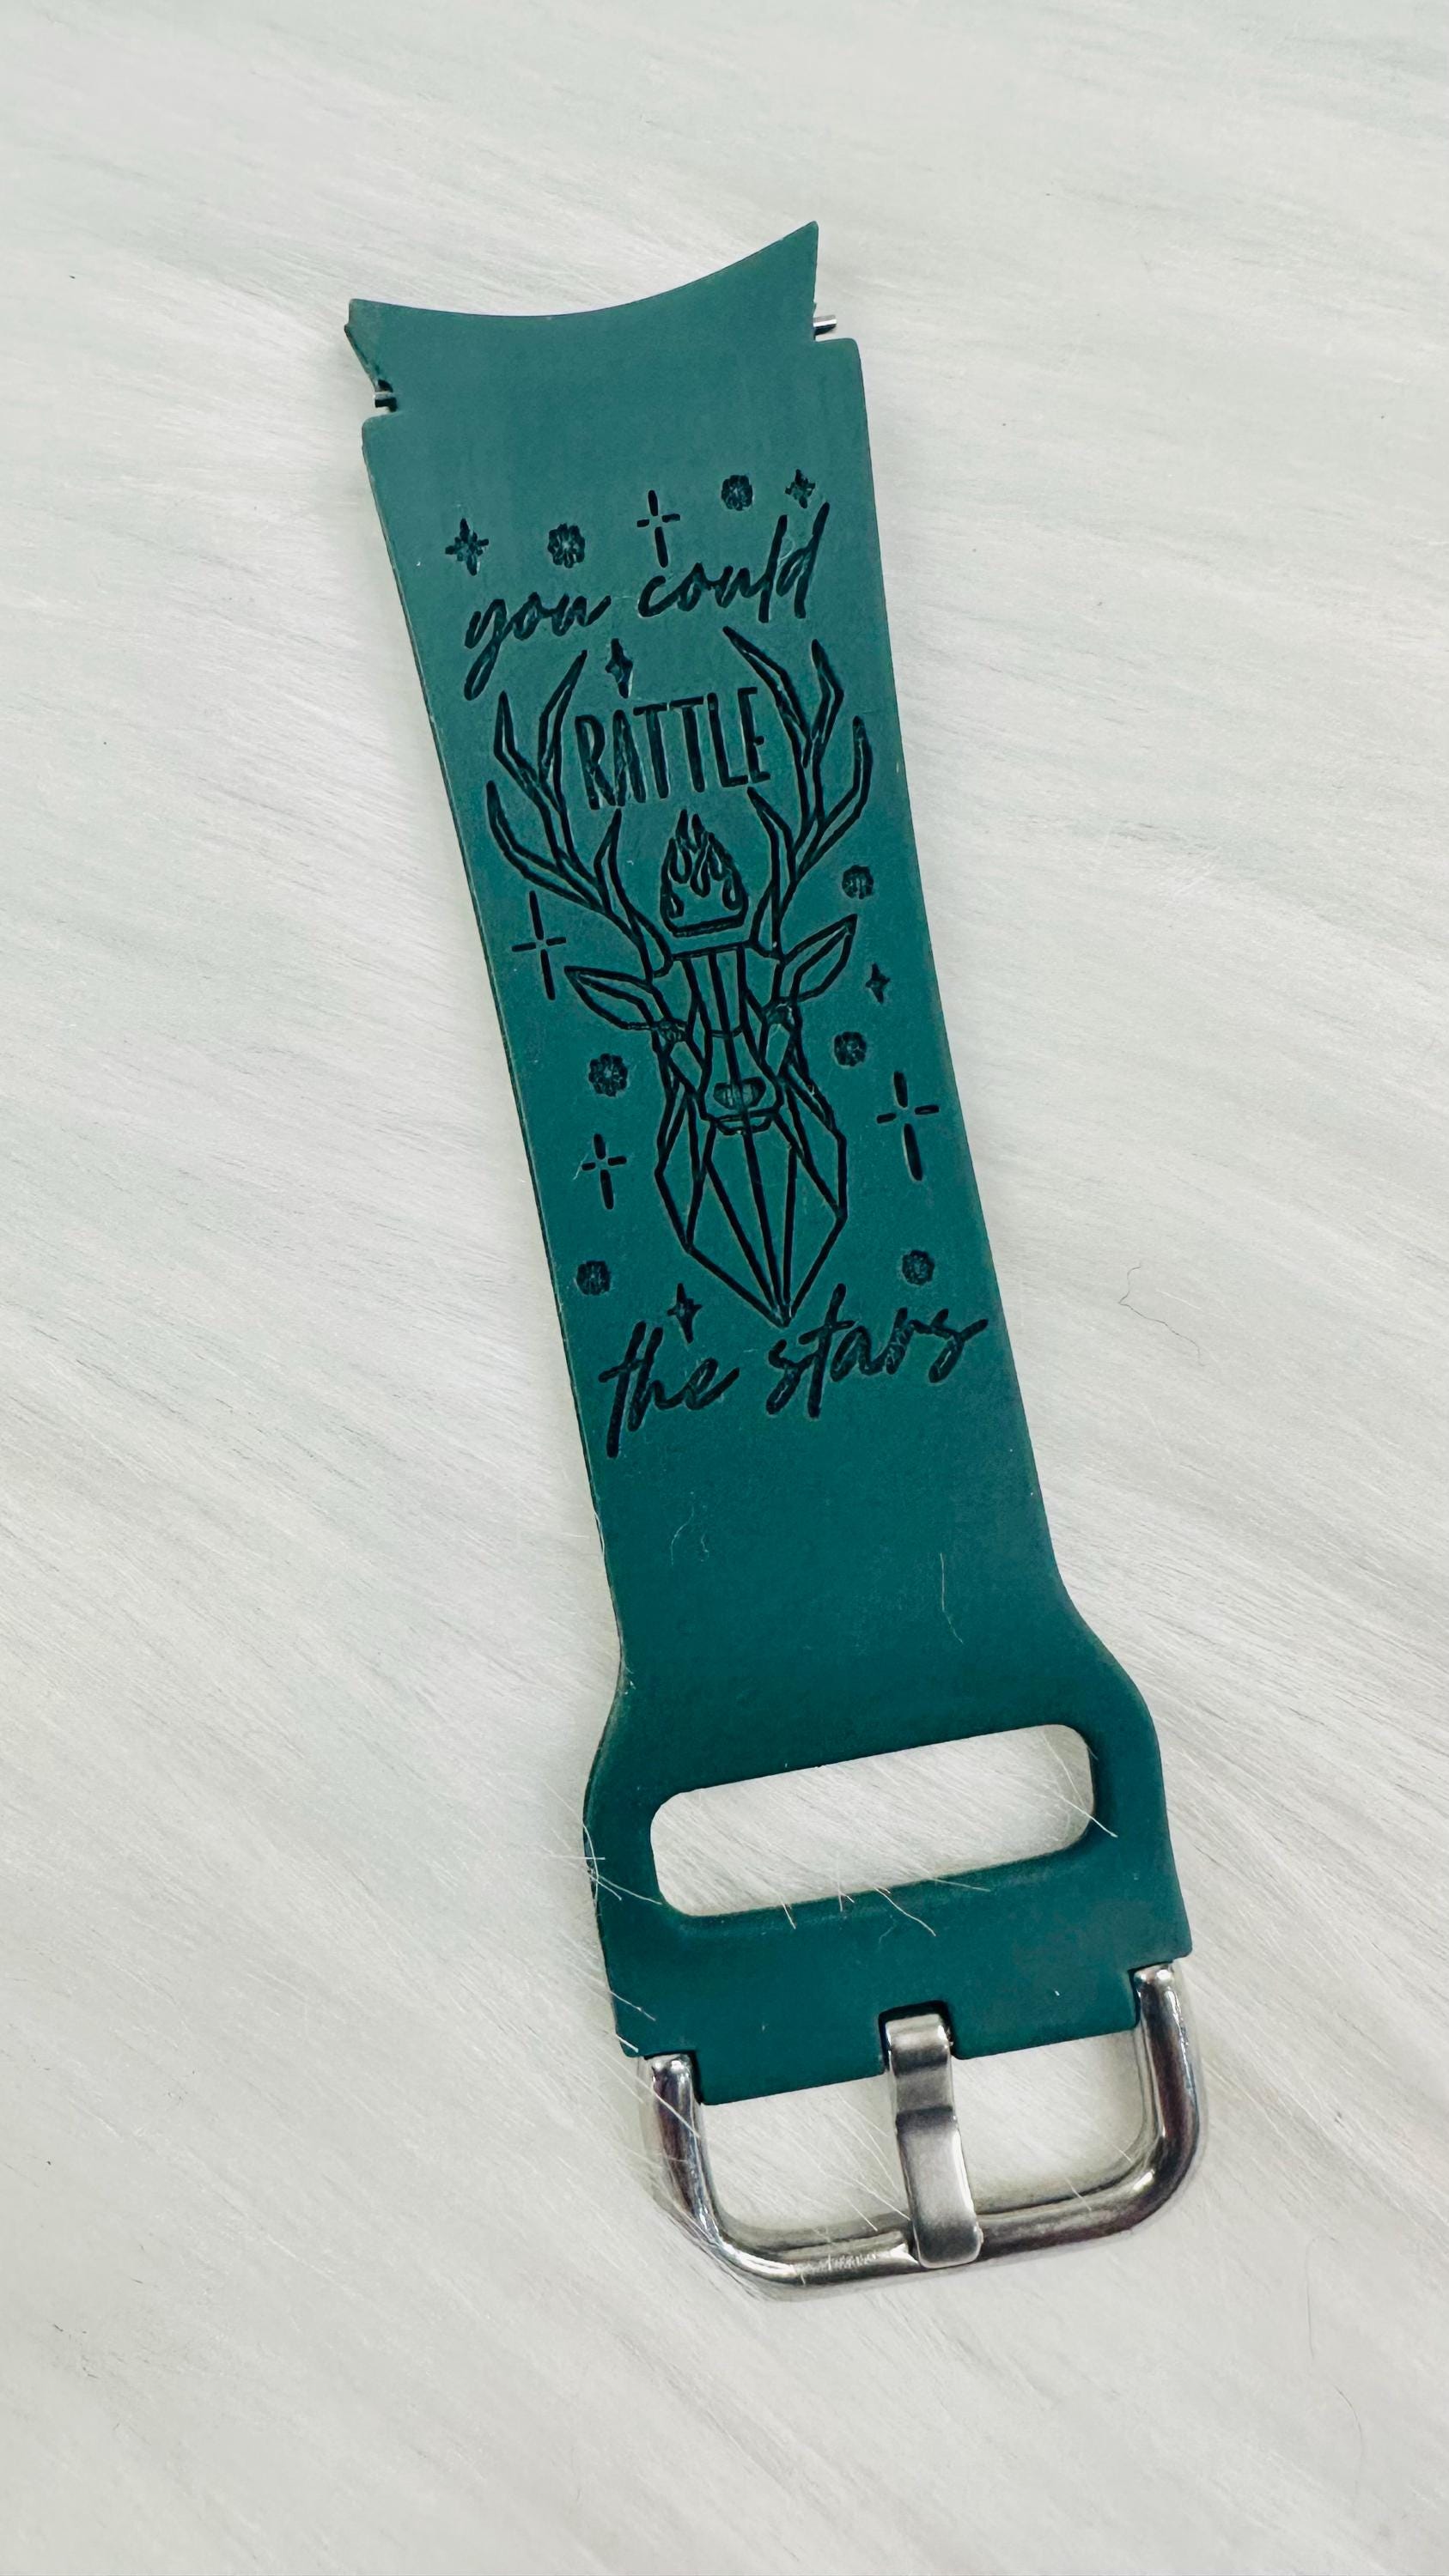 you could
RATTLE
the stars